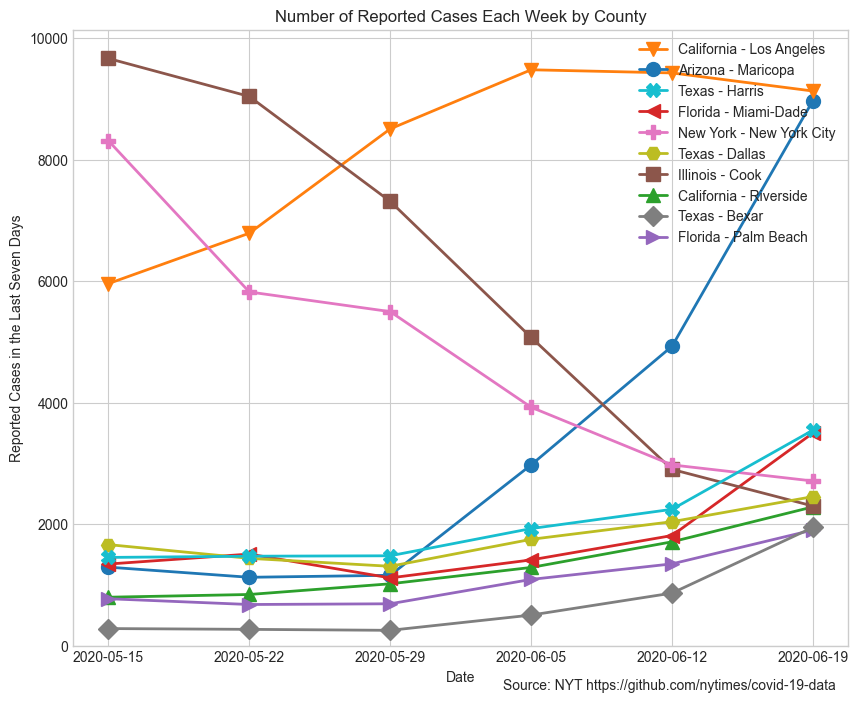 Number of Reported Cases Each Week by County
10000
8000
6000
4000
2000
0
Reported Cases in the Last Seven Days
California - Los Angeles
Arizona - Maricopa
Texas - Harris
Florida - Miami-Dade
New York - New York City
Texas - Dallas
Illinois - Cook
California - Riverside
Texas - Bexar
Florida - Palm Beach
2020-05-15 2020-05-22 2020-05-29 2020-06-05 2020-06-12 2020-06-19
Date
Source: NYT https://github.com/nytimes/covid-19-data